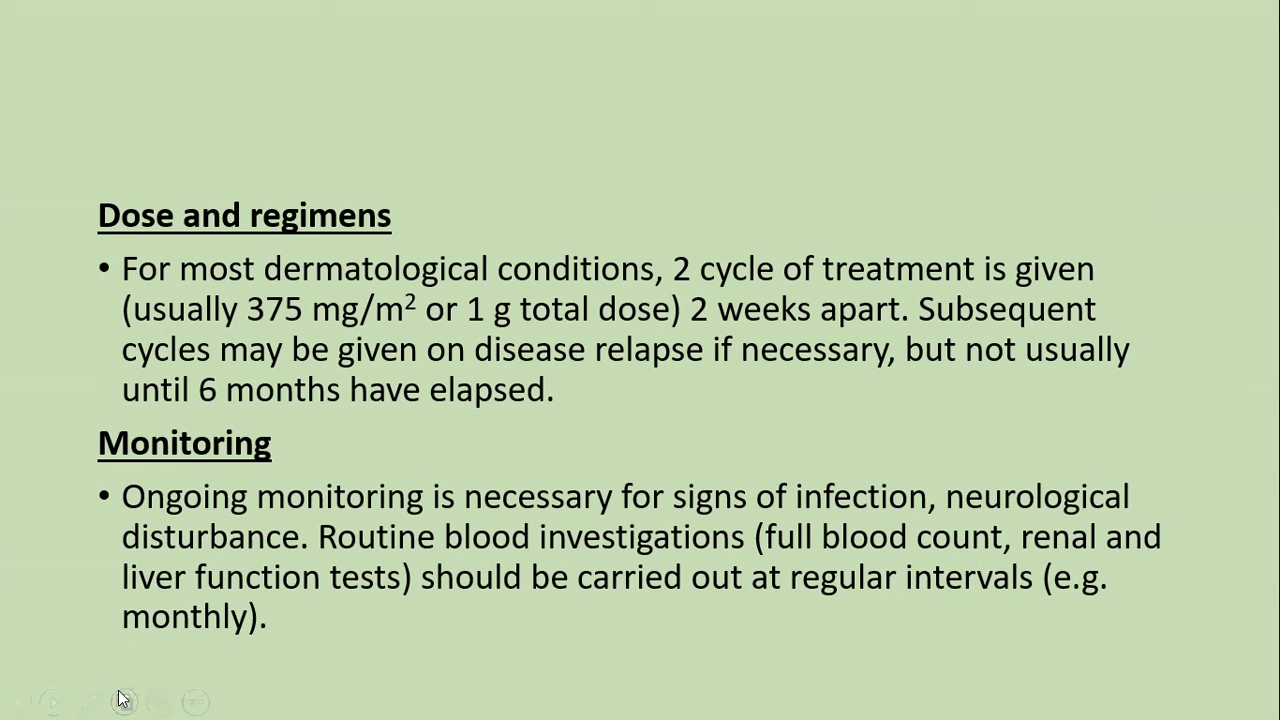 Dose and regimens
• For most dermatological conditions, 2 cycle of treatment is given
(usually 375 mg/m² or 1 g total dose) 2 weeks apart. Subsequent
cycles may be given on disease relapse if necessary, but not usually
until 6 months have elapsed.
Monitoring
• Ongoing monitoring is necessary for signs of infection, neurological
disturbance. Routine blood investigations (full blood count, renal and
liver function tests) should be carried out at regular intervals (e.g.
monthly).